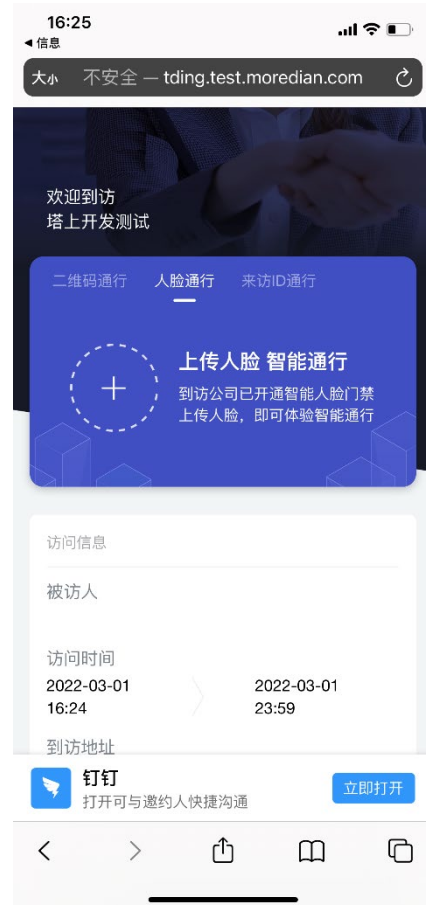 16:25
信息
大小 不安全 — tding.test.moredian.com
欢迎到访
塔上开发测试
二维码通行 人脸通行 来访ID通行
上传人脸 智能通行
到访公司已开通智能人脸门禁
上传人脸，即可体验智能通行
访问信息
被访人
访问时间
2022-03-01 2022-03-01
16:24 23:59
到访地址
钉钉
打开可与邀约人快捷沟通
立即打开